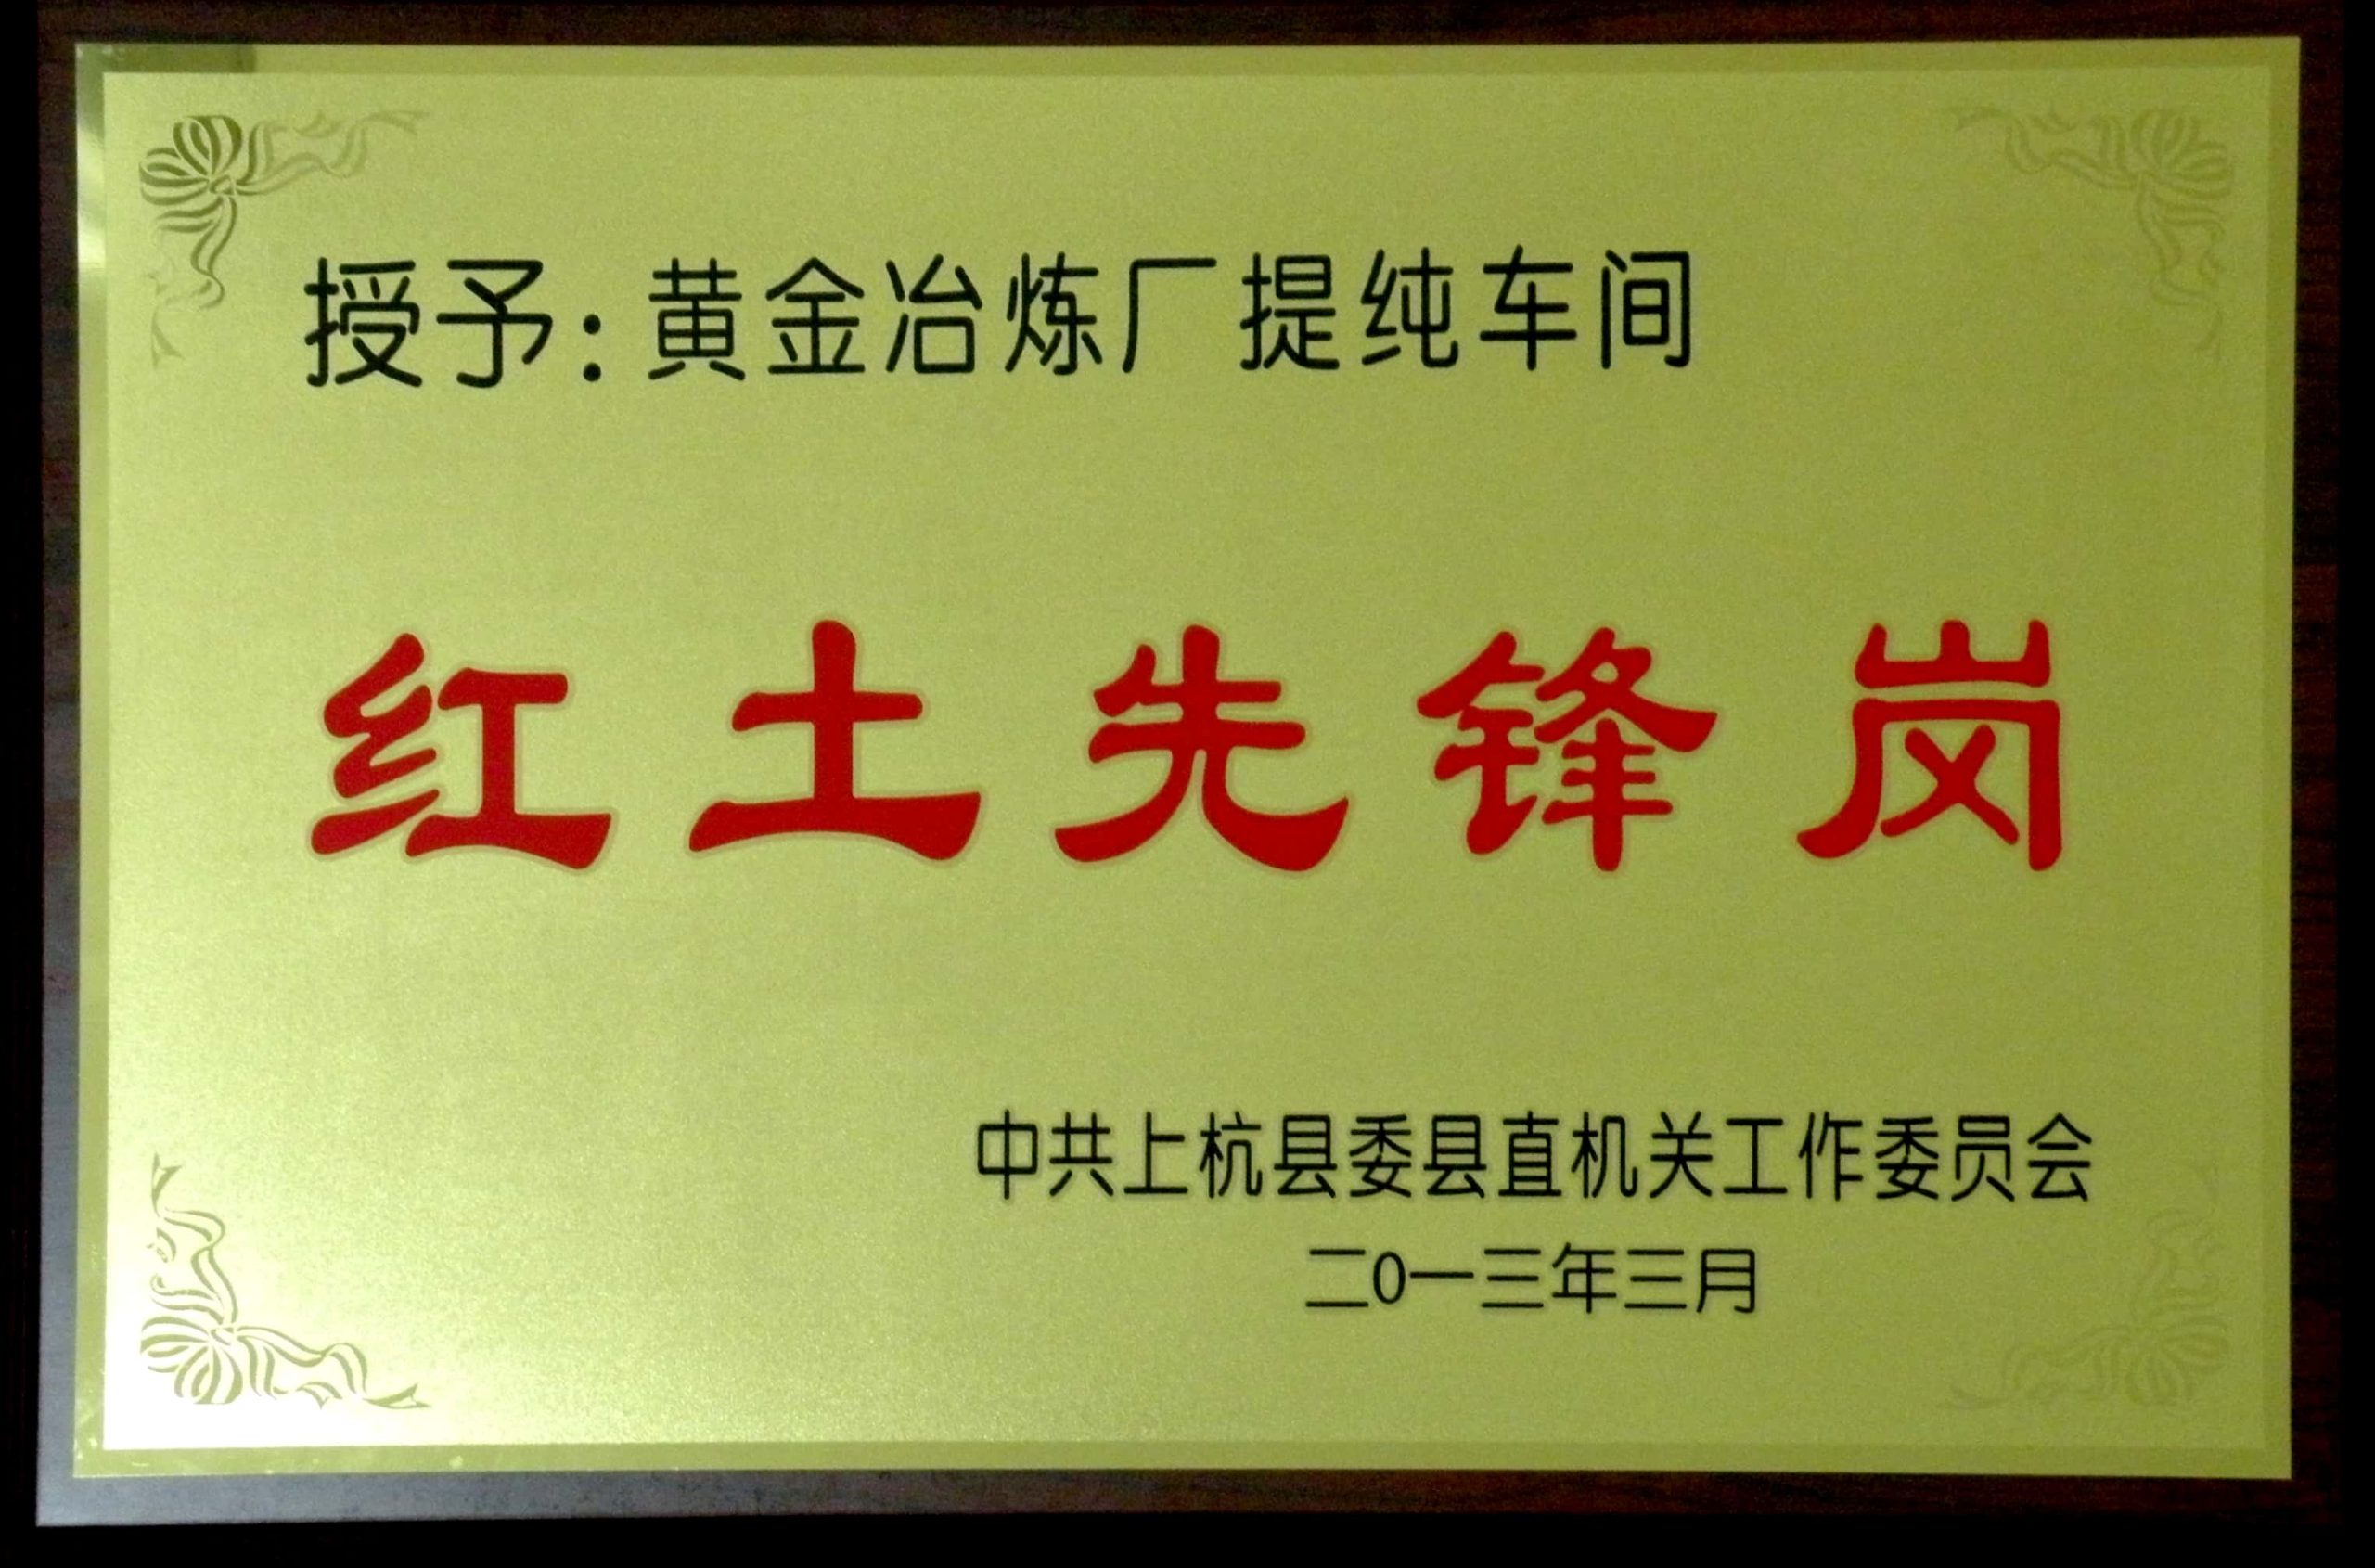 授予:黄金冶炼厂提纯车间
红土先锋岗
中共上杭县委县直机关工作委员会
二0一三年三月